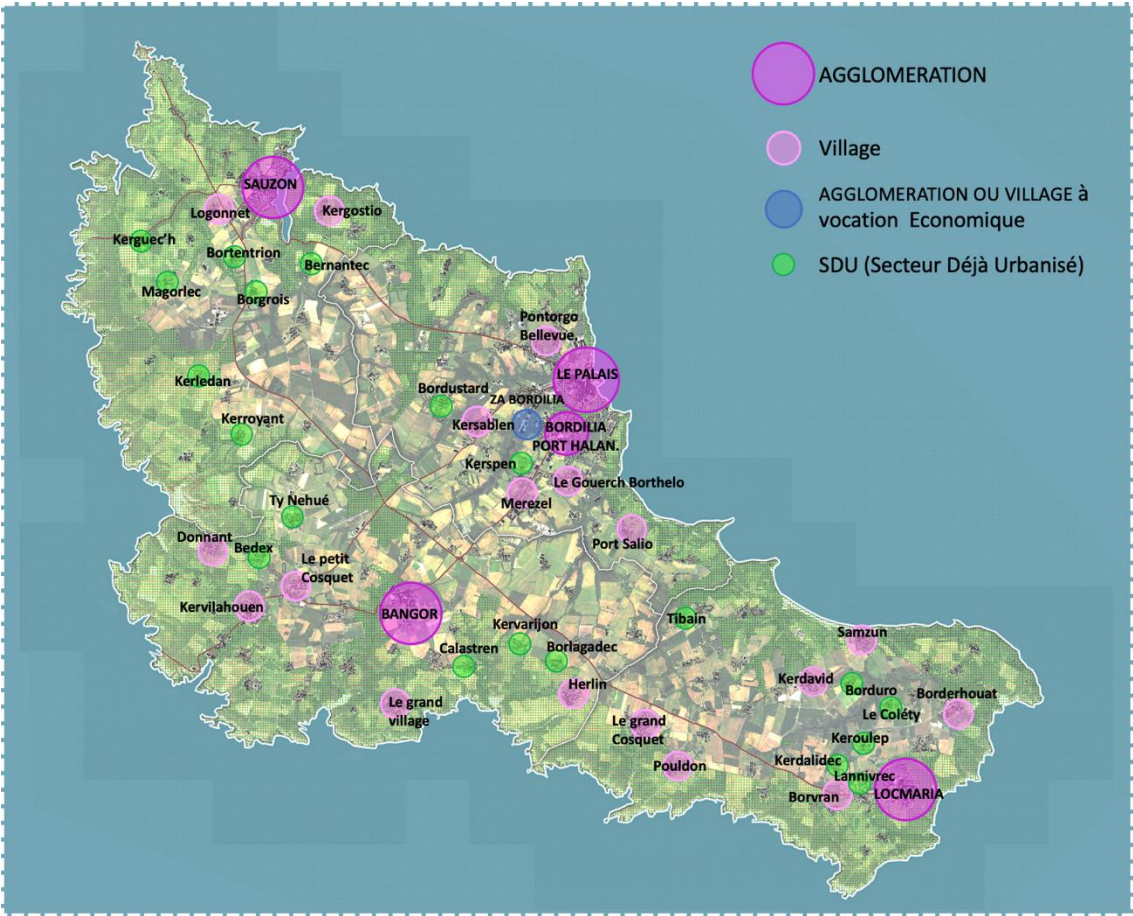 AGGLOMERATION
Village
AGGLOMERATION OU VILLAGE à
vocation Economique
SDU (Secteur Déjà Urbanisé)
SAUZON
Logonnet
Kergostio
Kerguec'h
Bortentrion
Bernantec
Magorlec
Borgrois
Pontorgo
Bellevue
LE PALAIS
Kerledan
Bordustard
ZA BORDILIA
Kersablen
BORDILIA
PORT HALAN.
Kerroyant
Kerspen
Le Gouerch Borthelo
Merezel
Ty Nehué
Port Salio
Donnant
Bedex
Le petit
Cosquet
Kervilahouen
BANGOR
Kervarijon
Tibain
Calastren
Borlagadec
Samzun
Herlin
Kerdavid
Borduro
Borderhouat
Le grand
village
Le Coléty
Le grand
Cosquet
Keroulep
Pouldon
Kerdalidec
Lannivrec
Borvran
LOCMARIA